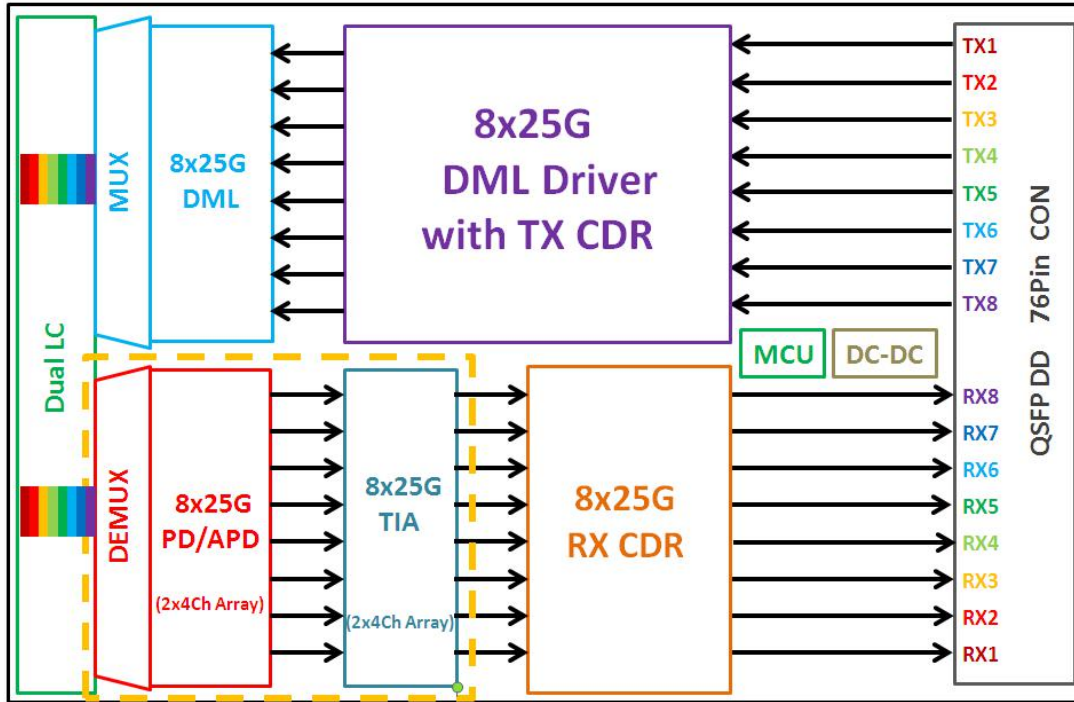 Dual LC
MUX
8x25G
DML
8x25G
DML Driver
with TX CDR
TX1
TX2
TX3
TX4
TX5
TX6
TX7
TX8
MCU
DC-DC
QSFP DD 76Pin CON
DEMUX
8x25G
PD/APD
(2x4Ch Array)
8x25G
TIA
(2x4Ch Array)
8x25G
RX CDR
RX8
RX7
RX6
RX5
RX4
RX3
RX2
RX1